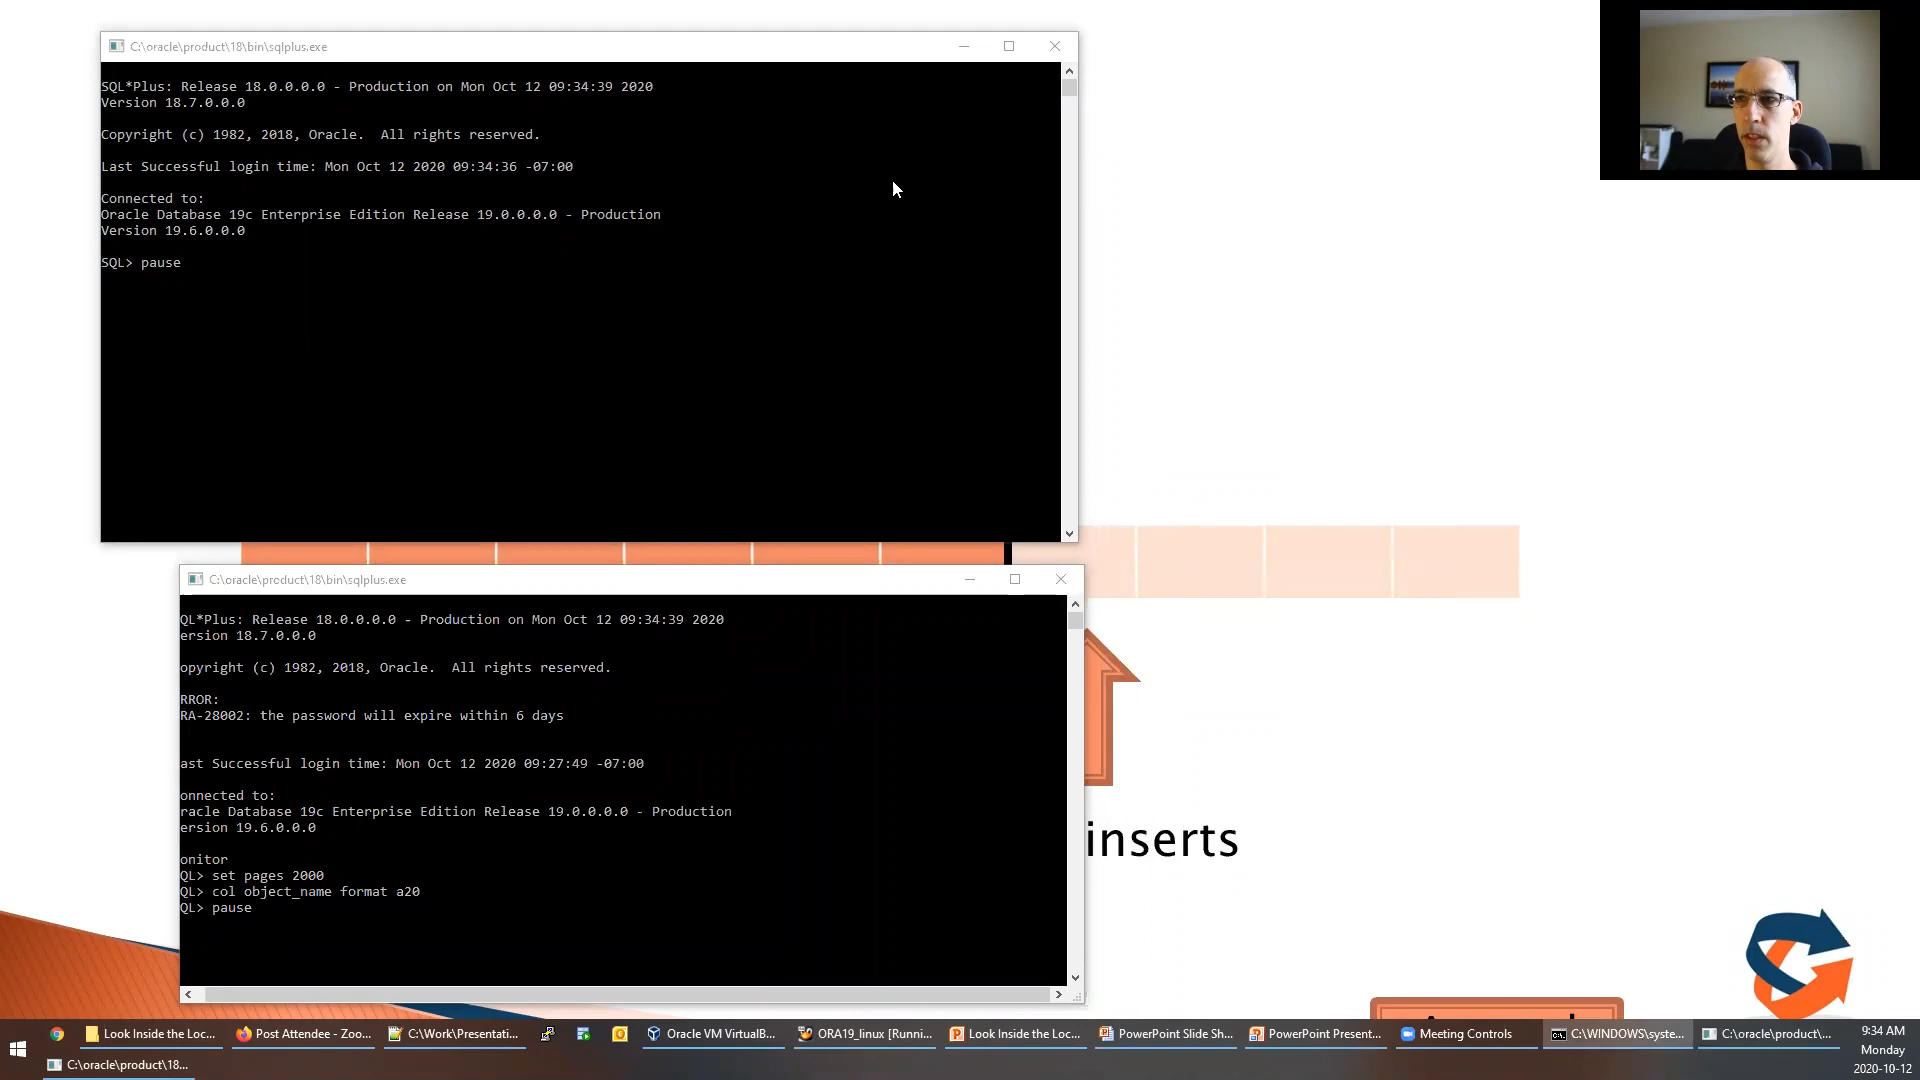 C:\oracle\product\18\bin\sqlplus.exe
SQL*Plus: Release 18.0.0.0.0 - Production on Mon Oct 12 09:34:39 2020
Version 18.7.0.0.0
Copyright (c) 1982, 2018, Oracle.  All rights reserved.
Last Successful login time: Mon Oct 12 2020 09:34:36 -07:00
Connected to:
Oracle Database 19c Enterprise Edition Release 19.0.0.0.0 - Production
Version 19.6.0.0.0
SQL> pause
C:\oracle\product\18\bin\sqlplus.exe
QL*Plus: Release 18.0.0.0.0 - Production on Mon Oct 12 09:34:39 2020
ersion 18.7.0.0.0
opyright (c) 1982, 2018, Oracle.  All rights reserved.
RROR:
RA-28002: the password will expire within 6 days
ast Successful login time: Mon Oct 12 2020 09:27:49 -07:00
onnected to:
racle Database 19c Enterprise Edition Release 19.0.0.0.0 - Production
ersion 19.6.0.0.0
onitor
QL> set pages 2000
QL> col object_name format a20
QL> pause
inserts
Look Inside the Loc...
Post Attendee - Zoo...
C:\Work\Presentati...
Oracle VM VirtualB...
ORA19_linux [Runni...
Look Inside the Loc...
PowerPoint Slide Sh...
PowerPoint Present...
Meeting Controls
C:\WINDOWS\syste...
C:\oracle\product\...
C:\oracle\product\18...
9:34 AM
Monday
2020-10-12